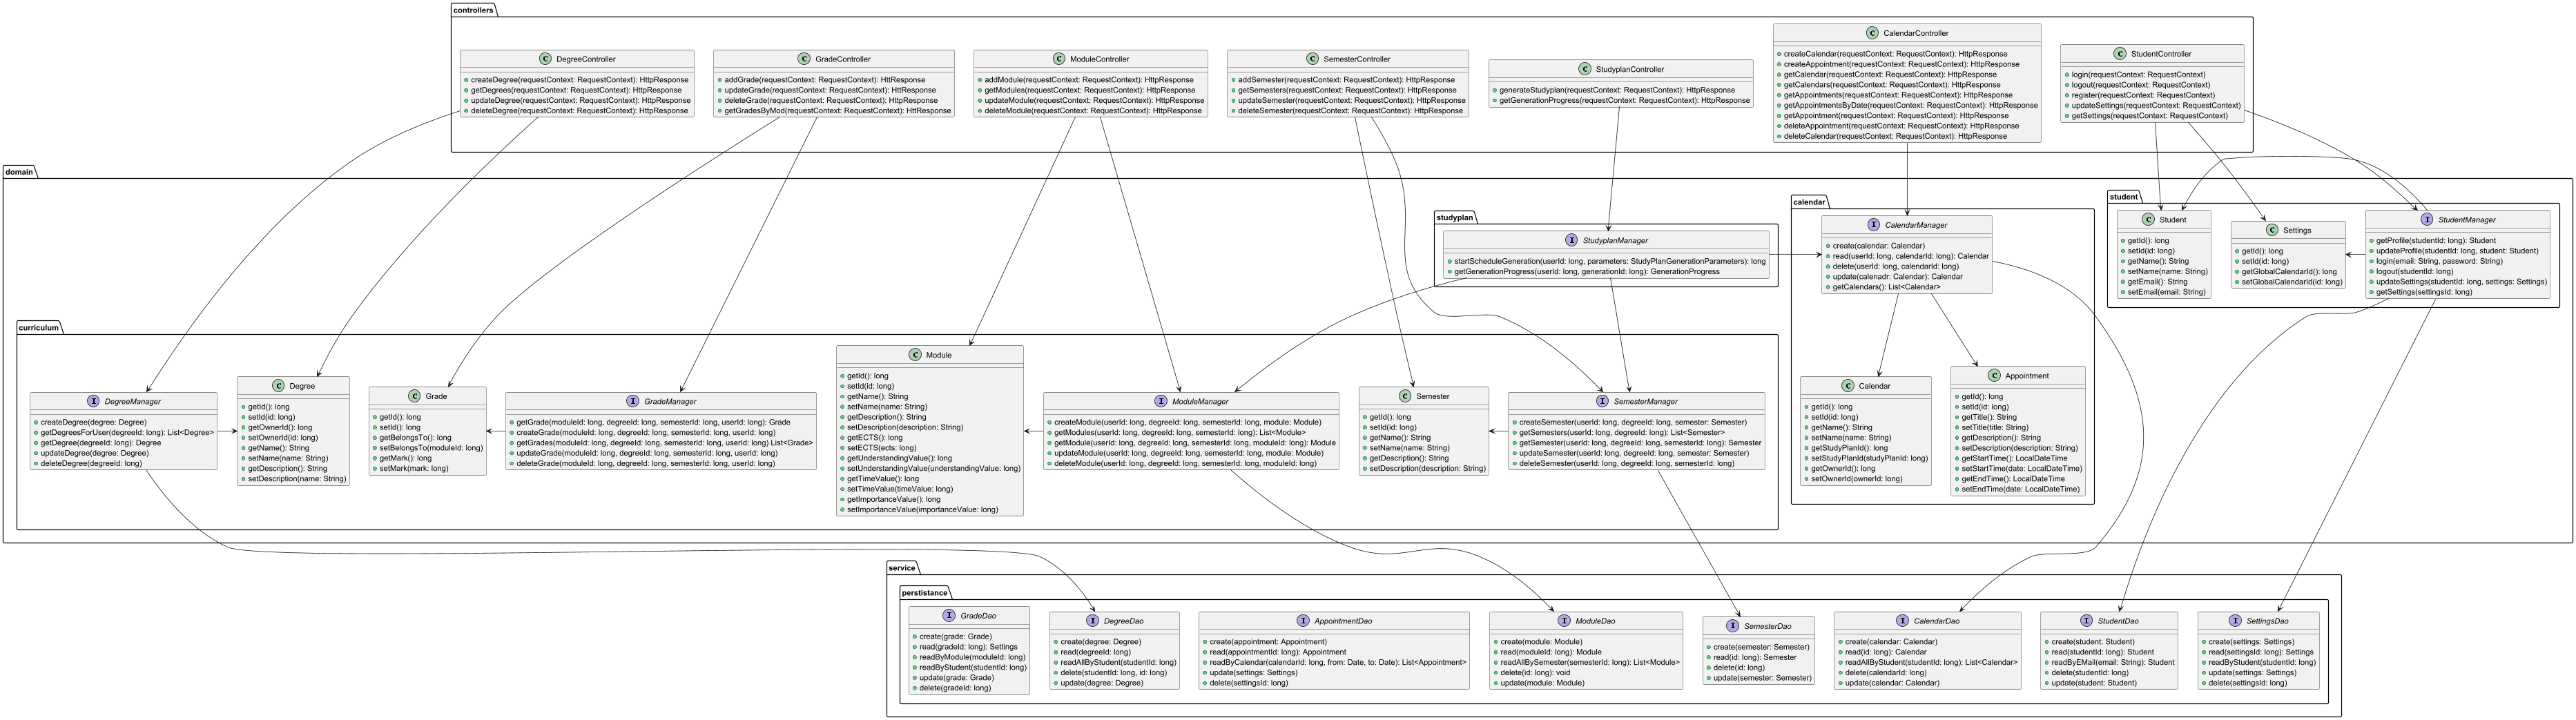 controllers
C DegreeController
createDegree(requestContext: RequestContext): HttpResponse
getDegrees(requestContext: RequestContext): HttpResponse
updateDegree(requestContext: RequestContext): HttpResponse
deleteDegree(requestContext: RequestContext): HttpResponse
C GradeController
addGrade(requestContext: RequestContext): HttResponse
updateGrade(requestContext: RequestContext): HttResponse
deleteGrade(requestContext: RequestContext): HttResponse
getGradesByMod(requestContext: RequestContext): HttResponse
C ModuleController
addModule(requestContext: RequestContext): HttpResponse
getModules(requestContext: RequestContext): HttpResponse
updateModule(requestContext: RequestContext): HttpResponse
deleteModule(requestContext: RequestContext): HttpResponse
C SemesterController
addSemester(requestContext: RequestContext): HttpResponse
getSemesters(requestContext: RequestContext): HttpResponse
updateSemester(requestContext: RequestContext): HttpResponse
deleteSemester(requestContext: RequestContext): HttpResponse
C StudyplanController
generateStudyplan(requestContext: RequestContext): HttpResponse
getGenerationProgress(requestContext: RequestContext): HttpResponse
C CalendarController
createCalendar(requestContext: RequestContext): HttpResponse
createAppointment(requestContext: RequestContext): HttpResponse
getCalendar(requestContext: RequestContext): HttpResponse
getCalendars(requestContext: RequestContext): HttpResponse
getAppointments(requestContext: RequestContext): HttpResponse
getAppointmentsByDate(requestContext: RequestContext): HttpResponse
getAppointment(requestContext: RequestContext): HttpResponse
deleteAppointment(requestContext: RequestContext): HttpResponse
deleteCalendar(requestContext: RequestContext): HttpResponse
C StudentController
login(requestContext: RequestContext)
logout(requestContext: RequestContext)
register(requestContext: RequestContext)
updateSettings(requestContext: RequestContext)
getSettings(requestContext: RequestContext)
domain
studyplan
I StudyplanManager
startScheduleGeneration(userId: long, parameters: StudyPlanGenerationParameters): long
getGenerationProgress(userId: long, generationId: long): GenerationProgress
calendar
I CalendarManager
create(calendar: Calendar)
read(userId: long, calendarId: long): Calendar
delete(userId: long, calendarId: long)
update(calenadr: Calendar): Calendar
getCalendars(): List<Calendar>
C Calendar
getId(): long
setId(id: long)
getName(): String
setName(name: String)
getStudyPlanId(): long
setStudyPlanId(studyPlanId: long)
getOwnerId(): long
setOwnerId(ownerId: long)
C Appointment
getId(): long
setId(id: long)
getTitle(): String
setTitle(title: String)
getDescription(): String
setDescription(description: String)
getStartTime(): LocalDateTime
setStartTime(date: LocalDateTime)
getEndTime(): LocalDateTime
setEndTime(date: LocalDateTime)
student
C Student
getId(): long
setId(id: long)
getName(): String
setName(name: String)
getEmail(): String
setEmail(email: String)
C Settings
getId(): long
setId(id: long)
getGlobalCalendarId(): long
setGlobalCalendarId(id: long)
I StudentManager
getProfile(studentId: long): Student
updateProfile(studentId: long, student: Student)
login(email: String, password: String)
logout(studentId: long)
updateSettings(studentId: long, settings: Settings)
getSettings(settingsId: long)
curriculum
I DegreeManager
createDegree(degree: Degree)
getDegreesForUser(degreeId: long): List<Degree>
getDegree(degreeId: long): Degree
updateDegree(degree: Degree)
deleteDegree(degreeId: long)
C Degree
getId(): long
setId(id: long)
getOwnerId(): long
setOwnerId(id: long)
getName(): String
setName(name: String)
getDescription(): String
setDescription(name: String)
C Grade
getId(): long
setId(): long
getBelongsTo(): long
setBelongsTo(moduleId: long)
getMark(): long
setMark(mark: long)
I GradeManager
getGrade(moduleId: long, degreeId: long, semesterId: long, userId: long): Grade
createGrade(moduleId: long, degreeId: long, semesterId: long, userId: long)
getGrades(moduleId: long, degreeId: long, semesterId: long, userId: long) List<Grade>
updateGrade(moduleId: long, degreeId: long, semesterId: long, userId: long)
deleteGrade(moduleId: long, degreeId: long, semesterId: long, userId: long)
C Module
getId(): long
setId(id: long)
getName(): String
setName(name: String)
getDescription(): String
setDescription(description: String)
getECTS(): long
setECTS(ects: long)
getUnderstandingValue(): long
setUnderstandingValue(understandingValue: long)
getTimeValue(): long
setTimeValue(timeValue: long)
getImportanceValue(): long
setImportanceValue(importanceValue: long)
I ModuleManager
createModule(userId: long, degreeId: long, semesterId: long, module: Module)
getModules(userId: long, degreeId: long, semesterId: long): List<Module>
getModule(userId: long, degreeId: long, semesterId: long, moduleId: long): Module
updateModule(userId: long, degreeId: long, semesterId: long, module: Module)
deleteModule(userId: long, degreeId: long, semesterId: long, moduleId: long)
C Semester
getId(): long
setId(id: long)
getName(): String
setName(name: String)
getDescription(): String
setDescription(description: String)
I SemesterManager
createSemester(userId: long, degreeId: long, semester: Semester)
getSemesters(userId: long, degreeId: long): List<Semester>
getSemester(userId: long, degreeId: long, semesterId: long): Semester
updateSemester(userId: long, degreeId: long, semester: Semester)
deleteSemester(userId: long, degreeId: long, semesterId: long)
service
perstistance
I GradeDao
create(grade: Grade)
read(gradeId: long): Settings
readByModule(moduleId: long)
readByStudent(studentId: long)
update(grade: Grade)
delete(gradeId: long)
I DegreeDao
create(degree: Degree)
read(degreeId: long)
readAllByStudent(studentId: long)
delete(studentId: long, id: long)
update(degree: Degree)
I AppointmentDao
create(appointment: Appointment)
read(appointmentId: long): Appointment
readByCalendar(calendarId: long, from: Date, to: Date): List<Appointment>
update(settings: Settings)
delete(settingsId: long)
I ModuleDao
create(module: Module)
read(moduleId: long): Module
readAllBySemester(semesterId: long): List<Module>
delete(id: long): void
update(module: Module)
I SemesterDao
create(semester: Semester)
read(id: long): Semester
delete(id: long)
update(semester: Semester)
I CalendarDao
create(calendar: Calendar)
read(id: long): Calendar
readAllByStudent(studentId: long): List<Calendar>
delete(calendarId: long)
update(calendar: Calendar)
I StudentDao
create(student: Student)
read(studentId: long): Student
readByEMail(email: String): Student
delete(studentId: long)
update(student: Student)
I SettingsDao
create(settings: Settings)
read(settingsId: long): Settings
readByStudent(studentId: long)
update(settings: Settings)
delete(settingsId: long)